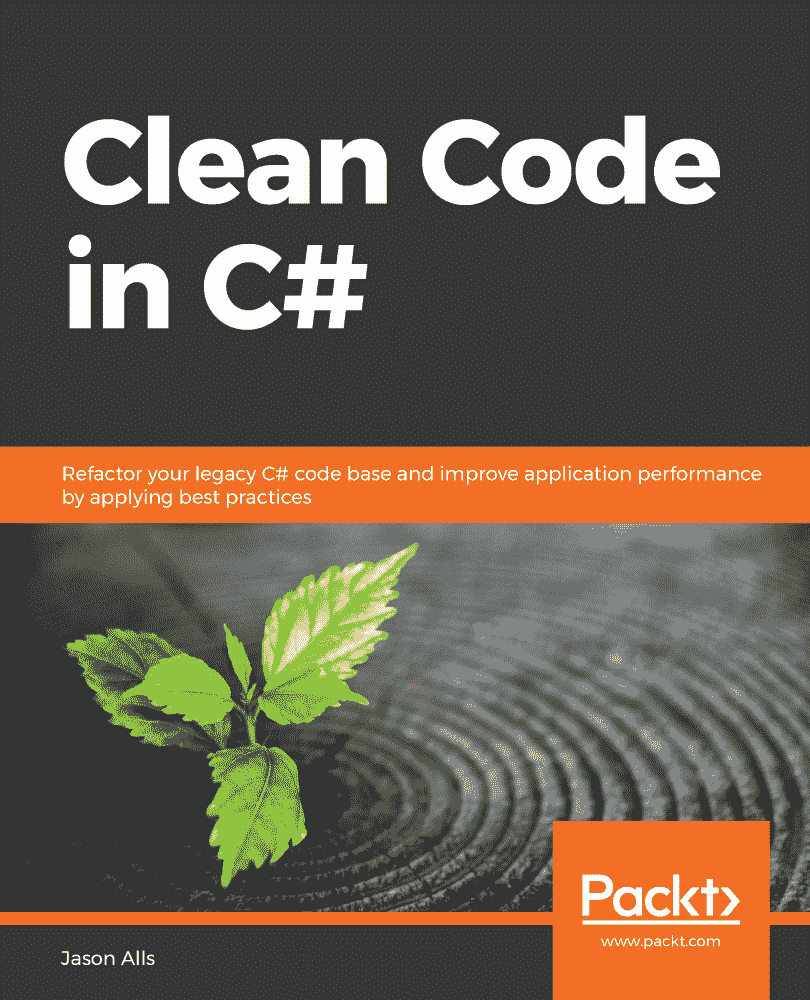 Clean Code
in C#
Refactor your legacy C# code base and improve application performance
by applying best practices
Packt>
www.packt.com
Jason Alls